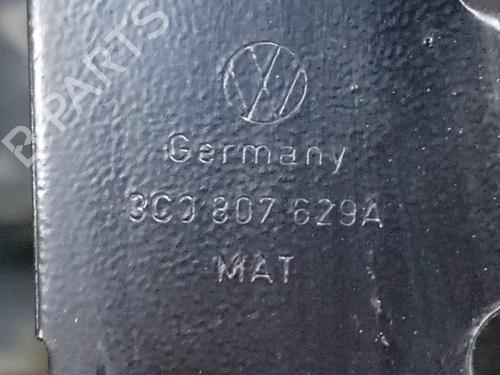 B-PARTS
Germany
3C0 807 629A
MAT